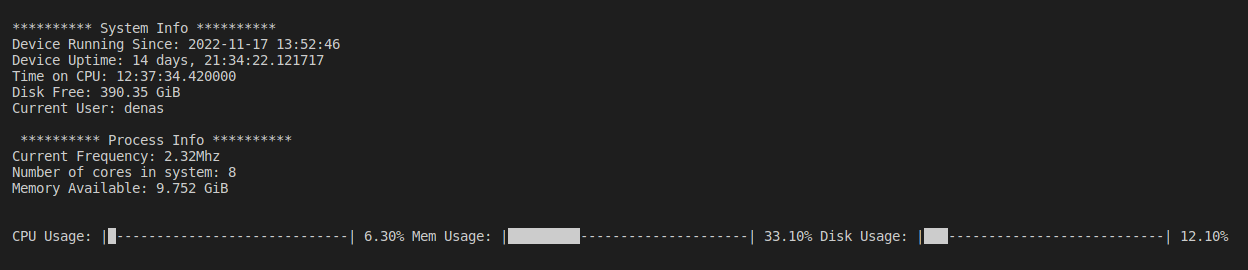 ********** System Info **********
Device Running Since: 2022-11-17 13:52:46
Device Uptime: 14 days, 21:34:22.121717
Time on CPU: 12:37:34.420000
Disk Free: 390.35 GiB
Current User: denas
********** Process Info **********
Current Frequency: 2.32Mhz
Number of cores in system: 8
Memory Available: 9.752 GiB
CPU Usage: |█-----------------------------| 6.30% Mem Usage: |█████████---------------------| 33.10% Disk Usage: |███---------------------------| 12.10%